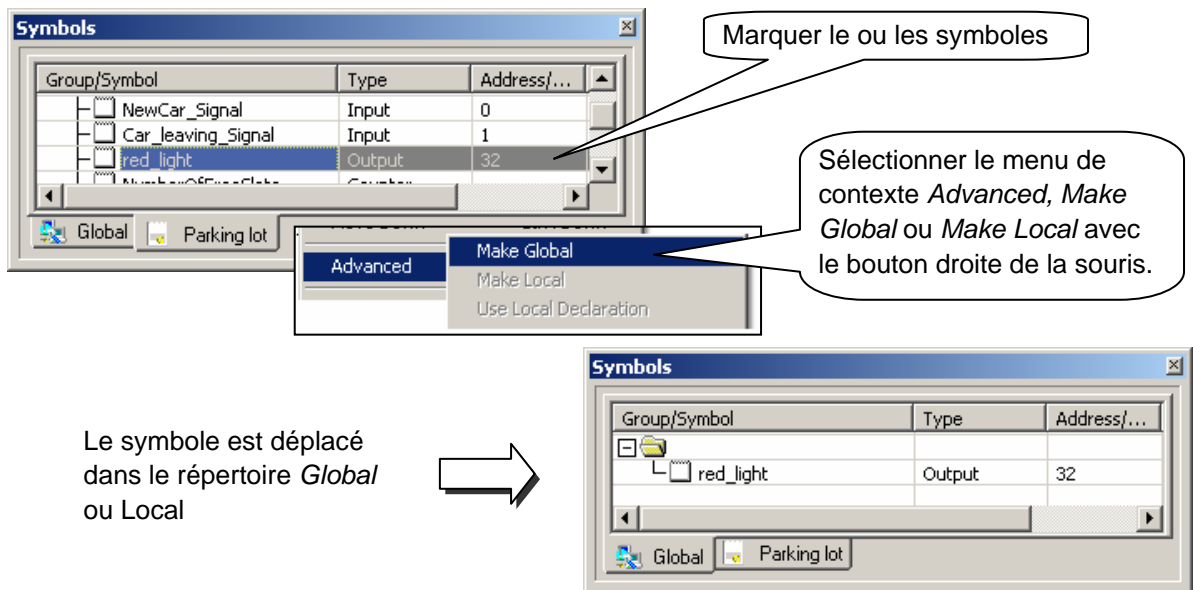 Symbols
Marquer le ou les symboles
Group/Symbol Type Address/...
NewCar_Signal Input 0
Car_leaving_Signal Input 1
red_light Output 32
Global Parking lot
Sélectionner le menu de
contexte Advanced, Make
Global ou Make Local avec
le bouton droite de la souris.
Advanced
Make Global
Make Local
Use Local Declaration
Le symbole est déplacé
dans le répertoire Global
ou Local
Symbols
Group/Symbol Type Address/...
red_light Output 32
Global Parking lot